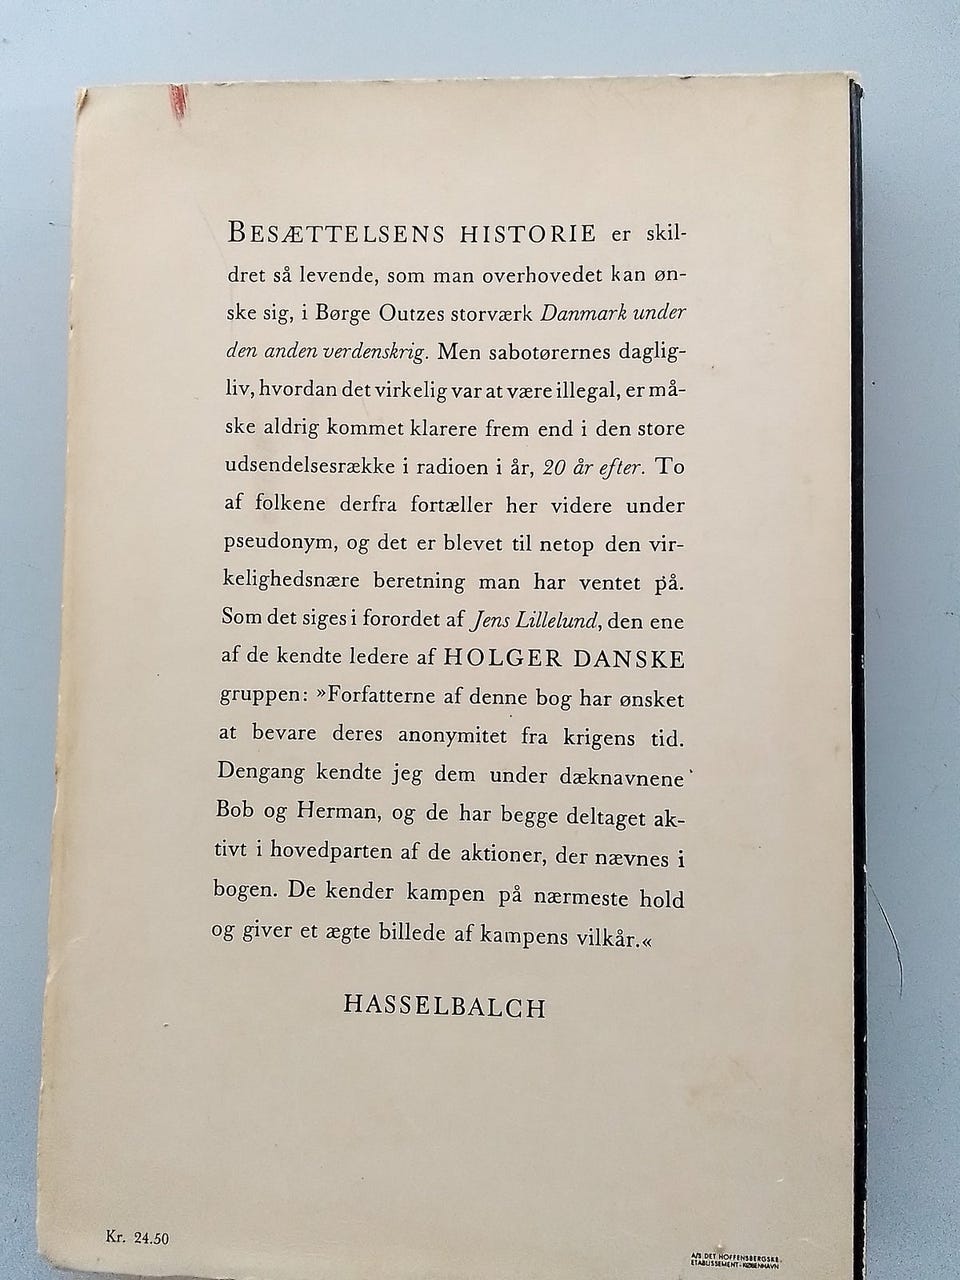 BESÆTTELSENS HISTORIE er skil-
dret så levende, som man overhovedet kan øn-
ske sig, i Børge Outzes storværk Danmark under
den anden verdenskrig. Men sabotørernes daglig-
liv, hvordan det virkelig var at være illegal, er må-
ske aldrig kommet klarere frem end i den store
udsendelsesrække i radioen i år, 20 år efter. To
af folkene derfra fortæller her videre under
pseudonym, og det er blevet til netop den vir-
kelighedsnære beretning man har ventet på.
Som det siges i forordet af Jens Lillelund, den ene
af de kendte ledere af HOLGER DANSKE
gruppen: »Forfatterne af denne bog har ønsket
at bevare deres anonymitet fra krigens tid.
Dengang kendte jeg dem under dæknavnene
Bob og Herman, og de har begge deltaget ak-
tivt i hovedparten af de aktioner, der nævnes i
bogen. De kender kampen på nærmeste hold
og giver et ægte billede af kampens vilkår.«
HASSELBALCH
Kr. 24.50
A/S DET HOFFENSBERGSKE
ETABLISSEMENT - KØBENHAVN